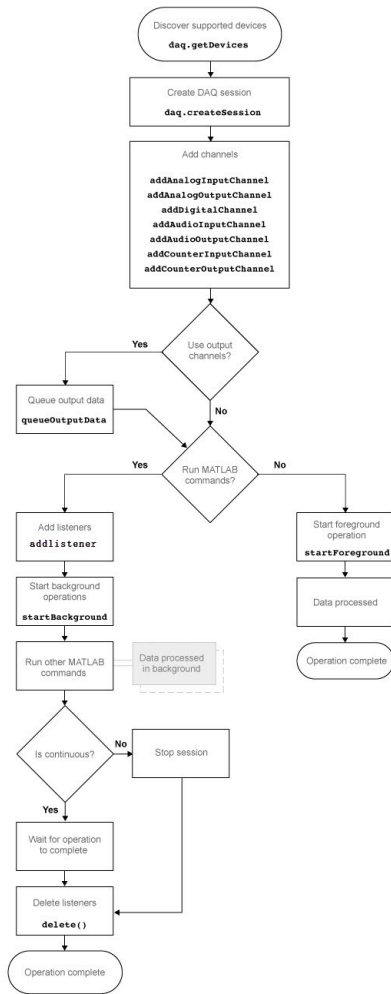 Discover supported devices
daq.getDevices
Create DAQ session
daq.createSession
Add channels
addAnalogInputChannel
addAnalogOutputChannel
addDigitalChannel
addAudioInputChannel
addAudioOutputChannel
addCounterInputChannel
addCounterOutputChannel
Use output
channels?
Yes
No
Queue output data
queueOutputData
Run MATLAB
commands?
Yes
No
Add listeners
addlistener
Start background
operations
startBackground
Run other MATLAB
commands
Data processed
in background
Start foreground
operation
startForeground
Data processed
Operation complete
Is continuous?
No
Stop session
Yes
Wait for operation
to complete
Delete listeners
delete()
Operation complete